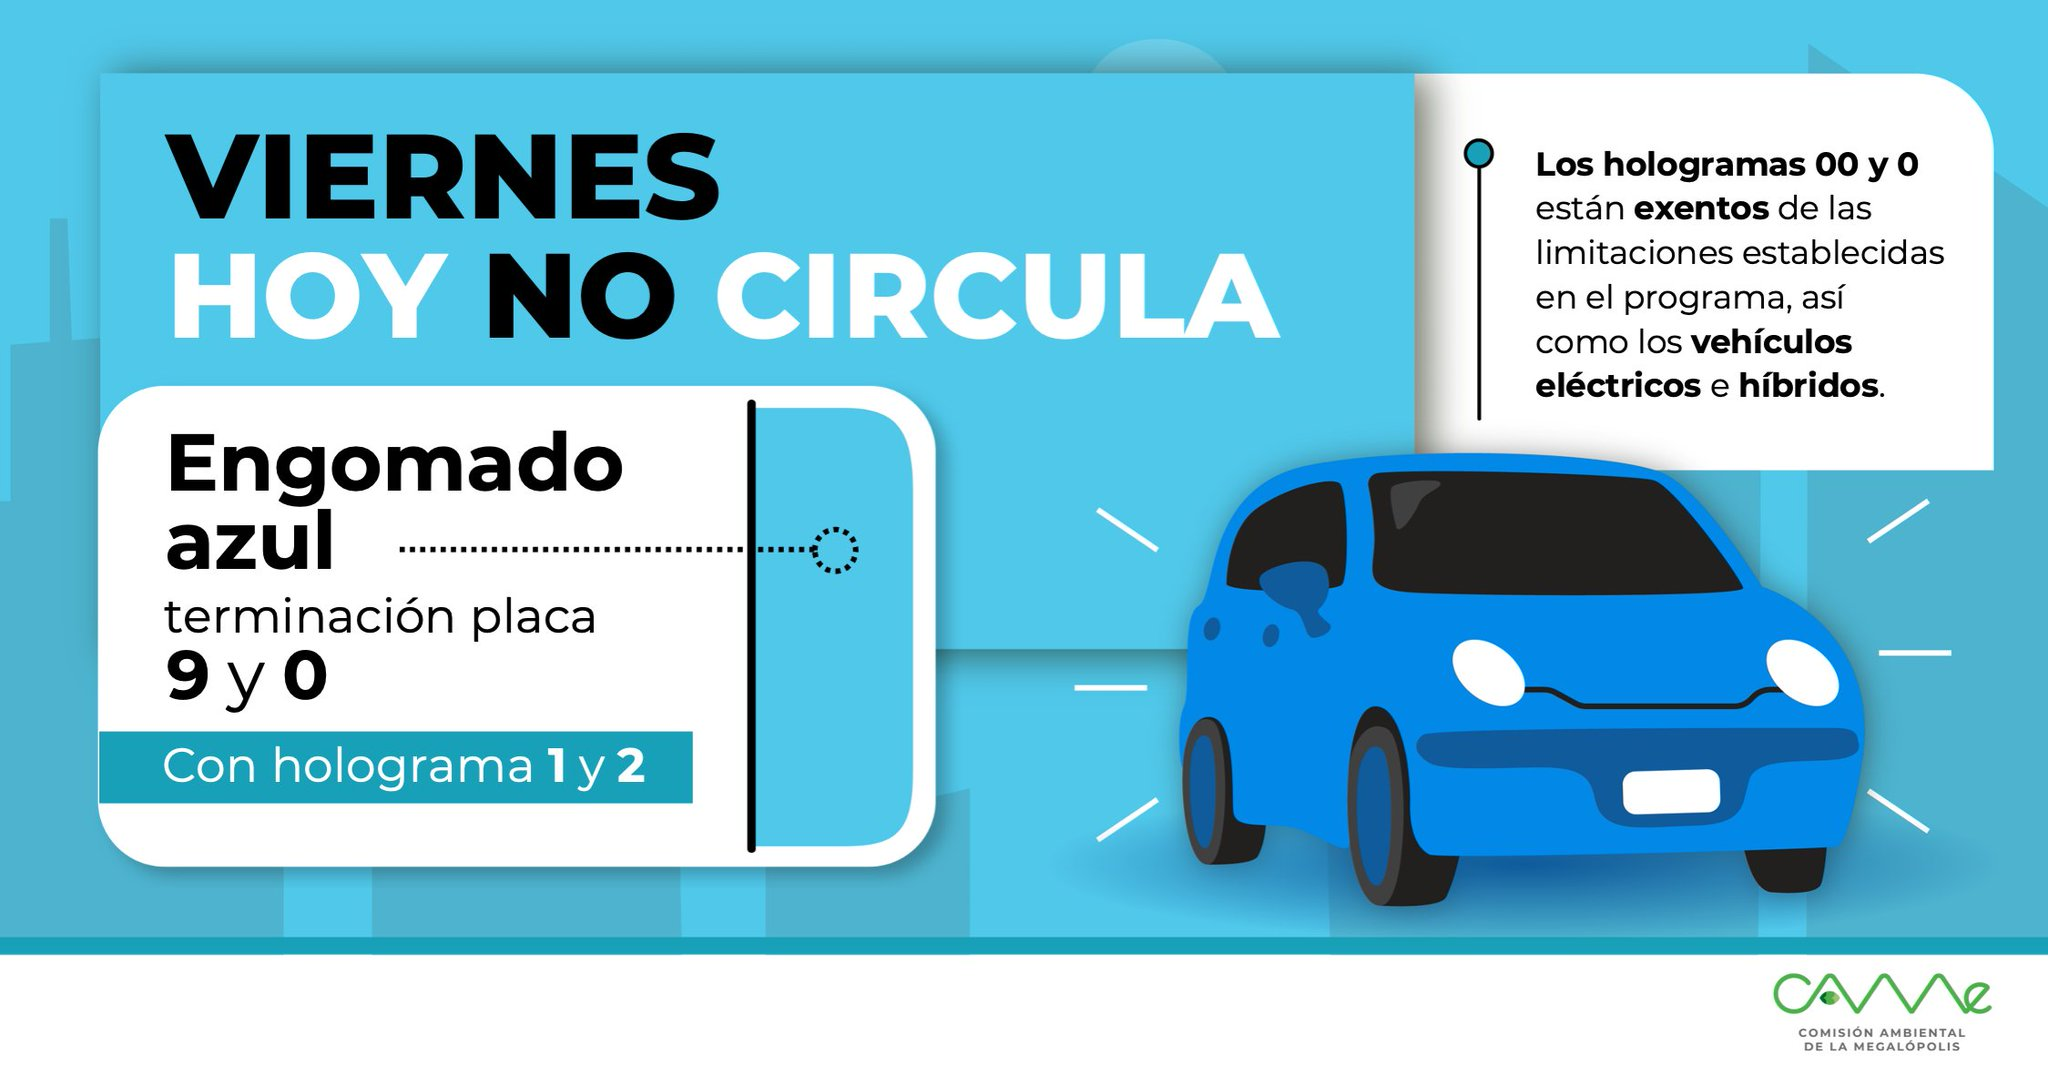 VIERNES
HOY NO CIRCULA
Engomado
azul
terminación placa
9 y 0
Con holograma 1 y 2
Los hologramas 00 y 0
están exentos de las
limitaciones establecidas
en el programa, así
como los vehículos
eléctricos e híbridos.
CAMe
COMISIÓN AMBIENTAL
DE LA MEGALÓPOLIS